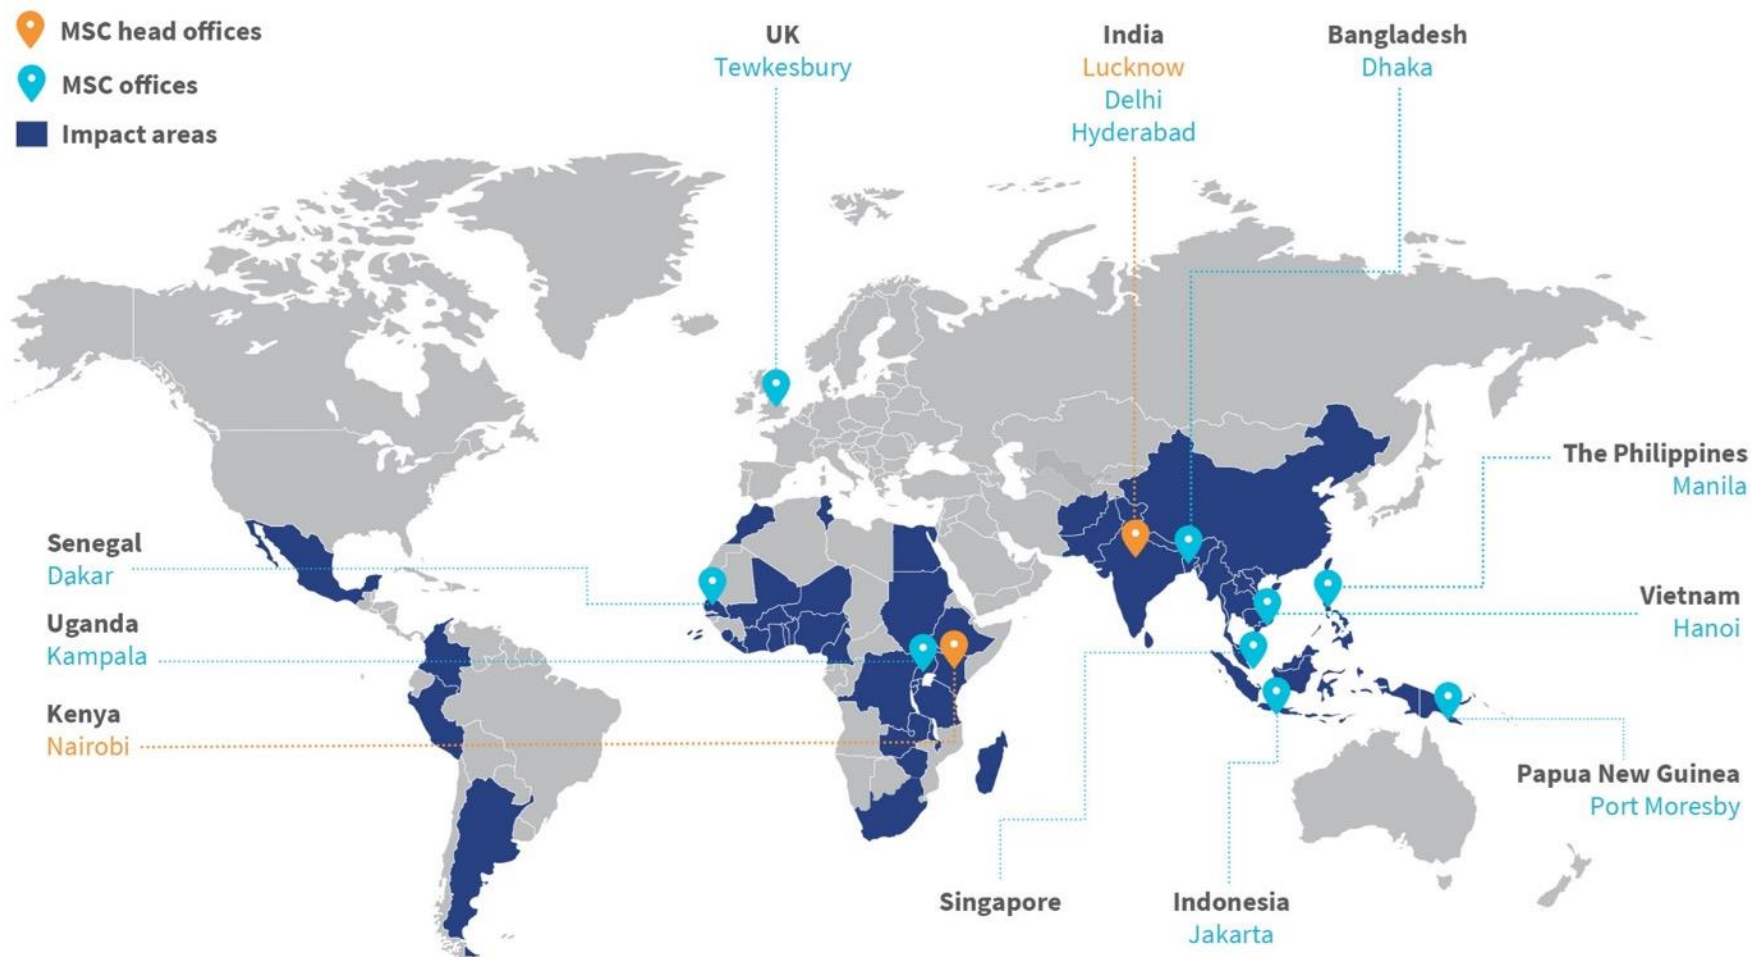 MSC head offices
MSC offices
Impact areas
UK
Tewkesbury
India
Lucknow
Delhi
Hyderabad
Bangladesh
Dhaka
The Philippines
Manila
Senegal
Dakar
Uganda
Kampala
Kenya
Nairobi
Vietnam
Hanoi
Papua New Guinea
Port Moresby
Singapore
Indonesia
Jakarta